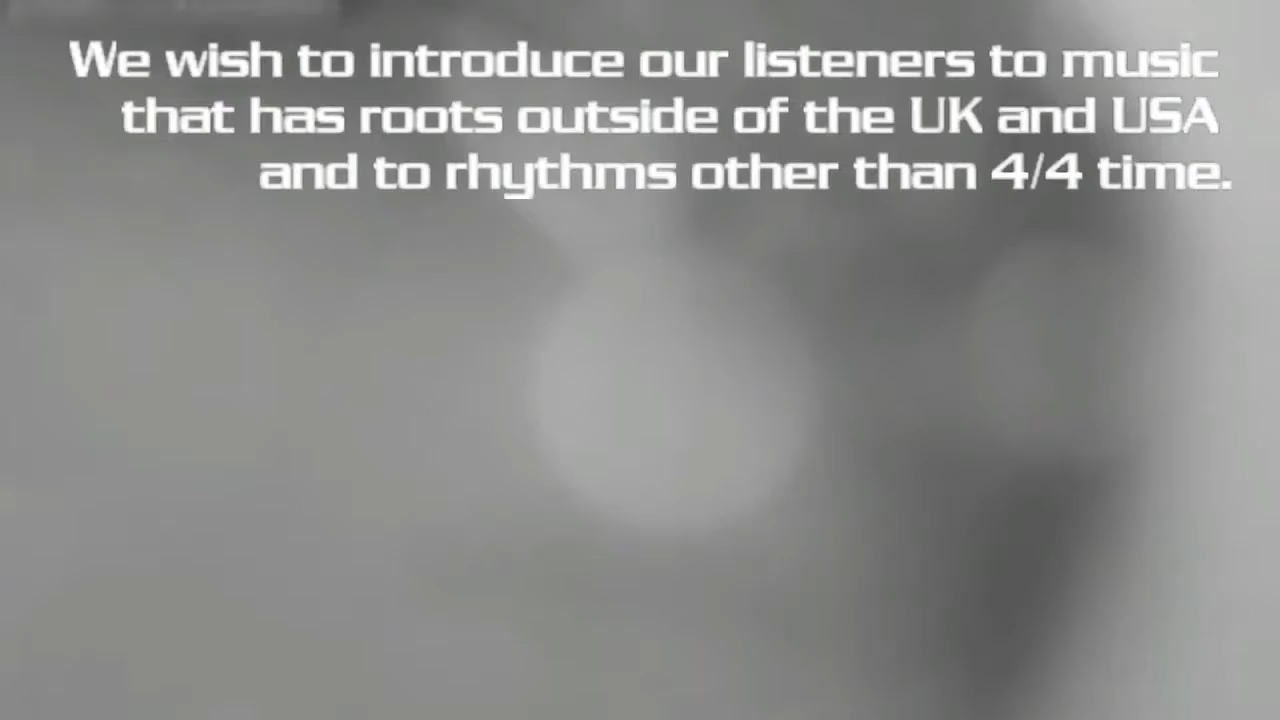 We wish to introduce our listeners to music
that has roots outside of the UK and USA
and to rhythms other than 4/4 time.